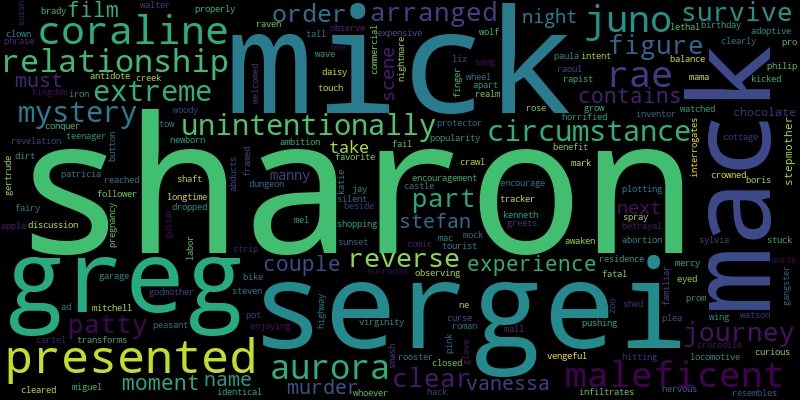 brady walter properly
film order arranged night juno survive
susan clown raven tall observe expensive wolf lethal birthday
phrase coraline mick paula intent clearly adoptive pro
relationship wave commercial nightmare liz touch figure balance
antidote creek daisy scene finger wheel raoul rapist apart realm rae mama philip kicked
must iron extreme welcomed sang contains mack chocolate
kingdom mystery woody rose grow horrified watched inventor
conquer tow unintentionally protector popularity circumstance cottage stepmother
revelation teenager button newborn ambition take fail crawl benefit mark interrogates crowned boris
dirt shaft favorite encouragement
gertrude patricia reached longtime abducts framed dungeon manny jay castle part tracker encourage plotting next
fairy follower sharon katie silent beside stefan kenneth greets spray betrayal
apple discussion dropped guitar mel shopping mac mock awaken abortion sylvia stuck
pregnancy labor strip sunset comic tourist residence mercy unite
greg garage bike couple reverse experience fatal eyed gangster
ad godmother steven surround observing familiar prom journey
mitchell highway sergei ne zoo shed wing watson
patty peasant pot virginity curse roman mall pushing plea crocodile
cartel transforms enjoying smash rooster pink glove closed vengeful hitting locomotive curious
presented aurora clear vanessa infiltrates maleficent
cleared miguel moment name identical murder whoever hack nervous resembles